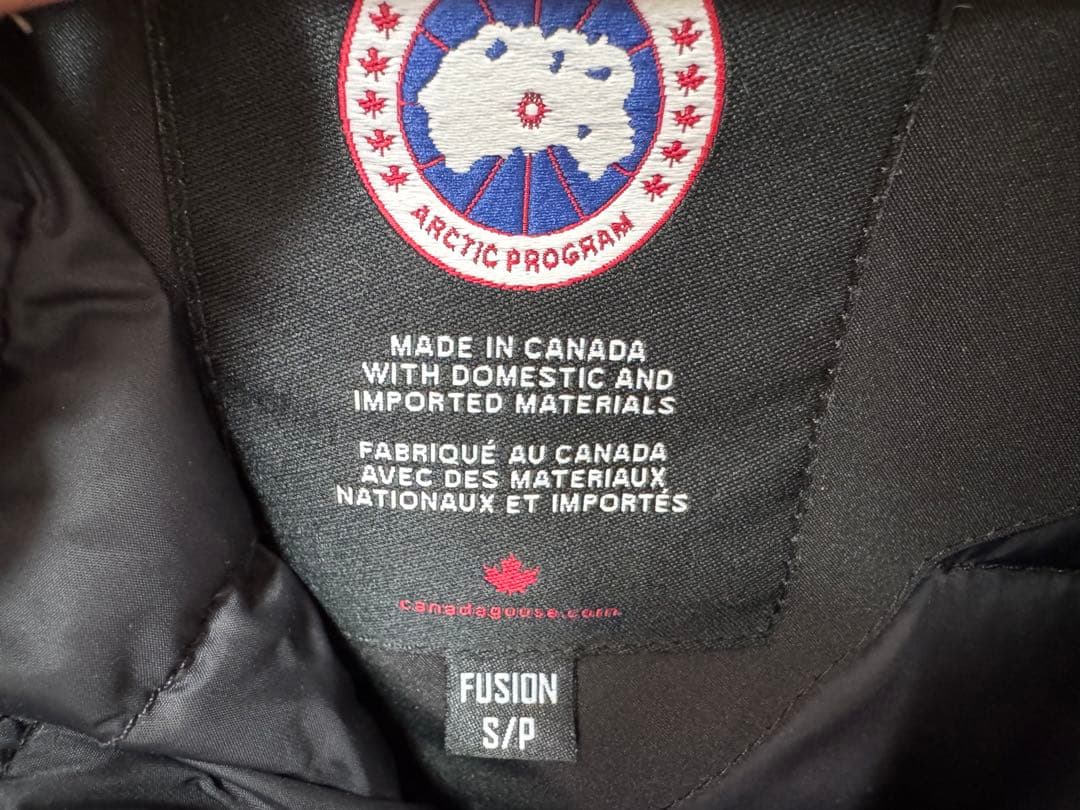 ARCTIC PROGRAM
MADE IN CANADA
WITH DOMESTIC AND
IMPORTED MATERIALS
FABRIQUÉ AU CANADA
AVEC DES MATERIAUX
NATIONAUX ET IMPORTÉS
canadagoose.com
FUSION
S/P